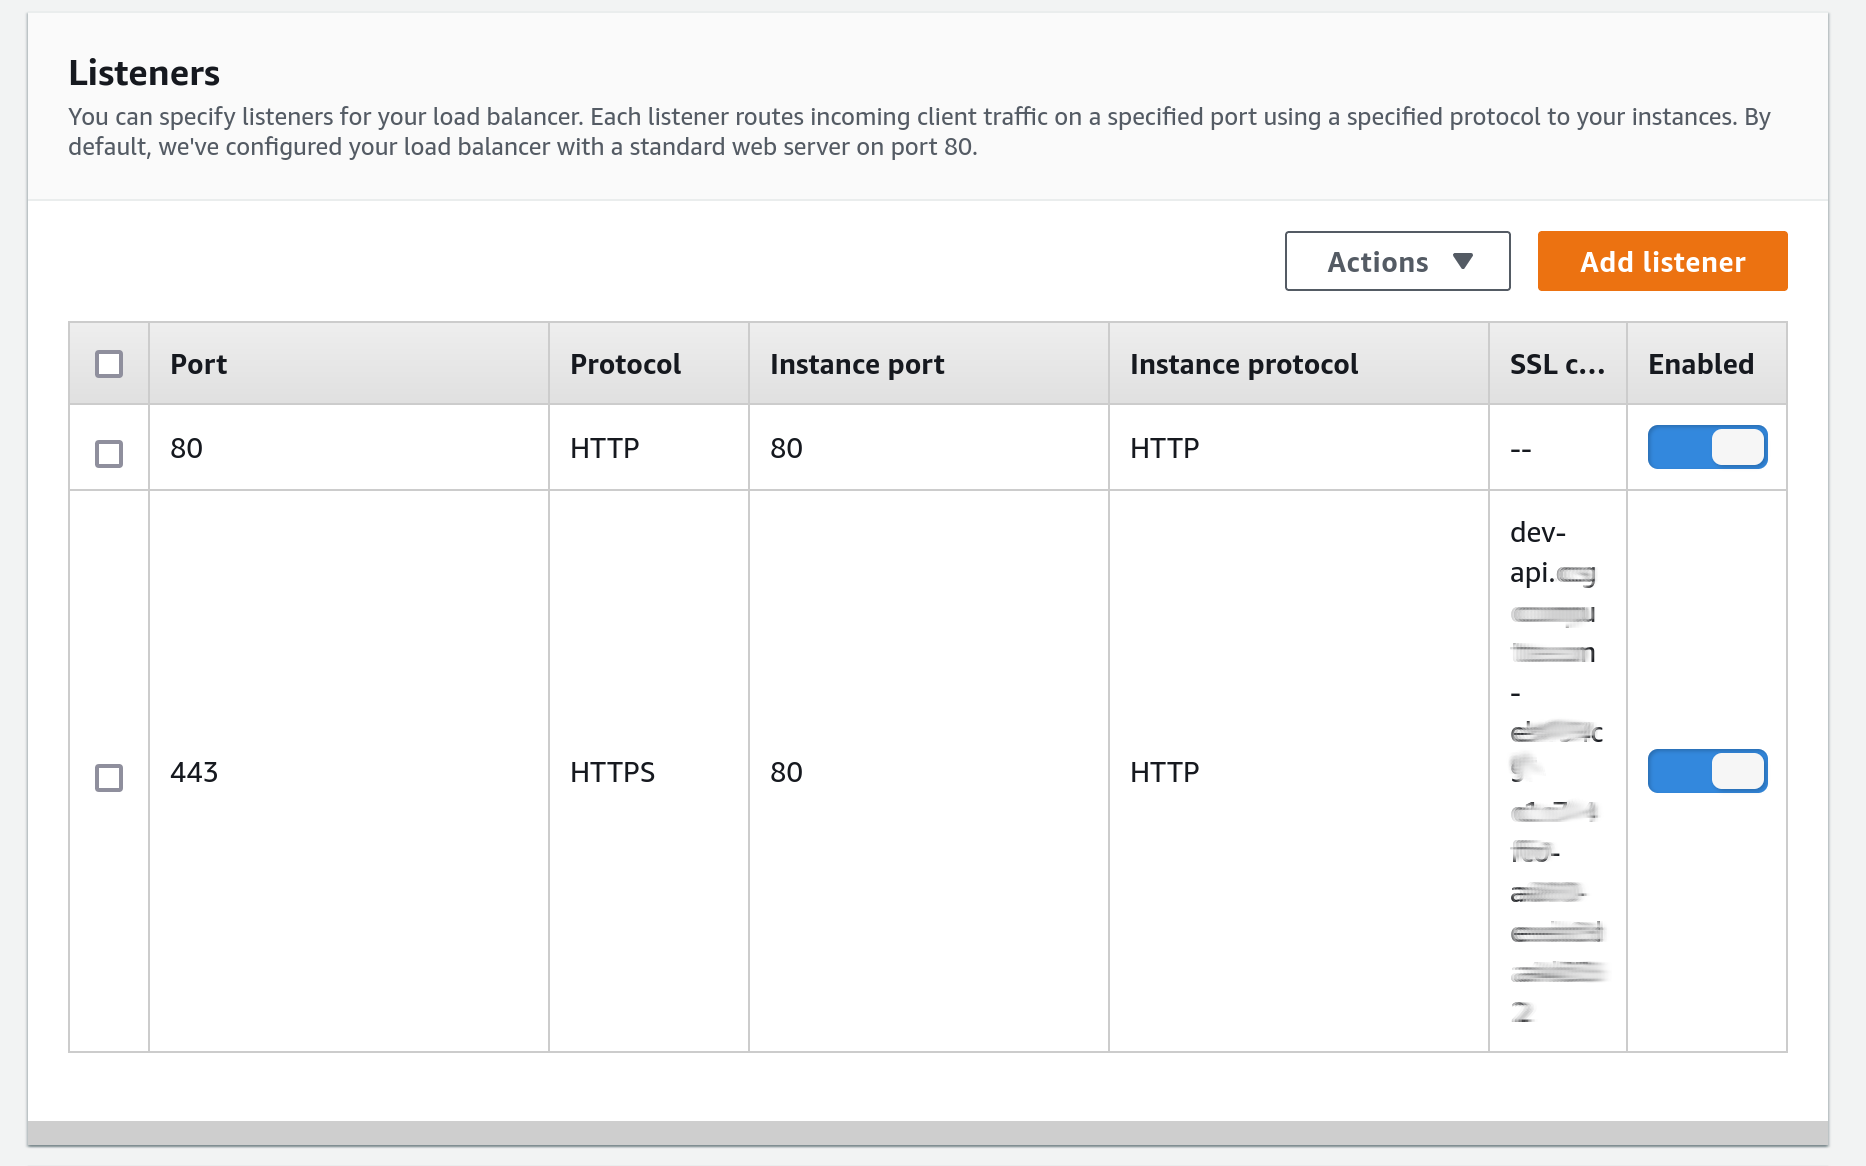 Listeners
You can specify listeners for your load balancer. Each listener routes incoming client traffic on a specified port using a specified protocol to your instances. By
default, we've configured your load balancer with a standard web server on port 80.
Actions Add listener
Port Protocol Instance port Instance protocol SSL c... Enabled
80 HTTP 80 HTTP --
443 HTTPS 80 HTTP
dev-
api.
-
2